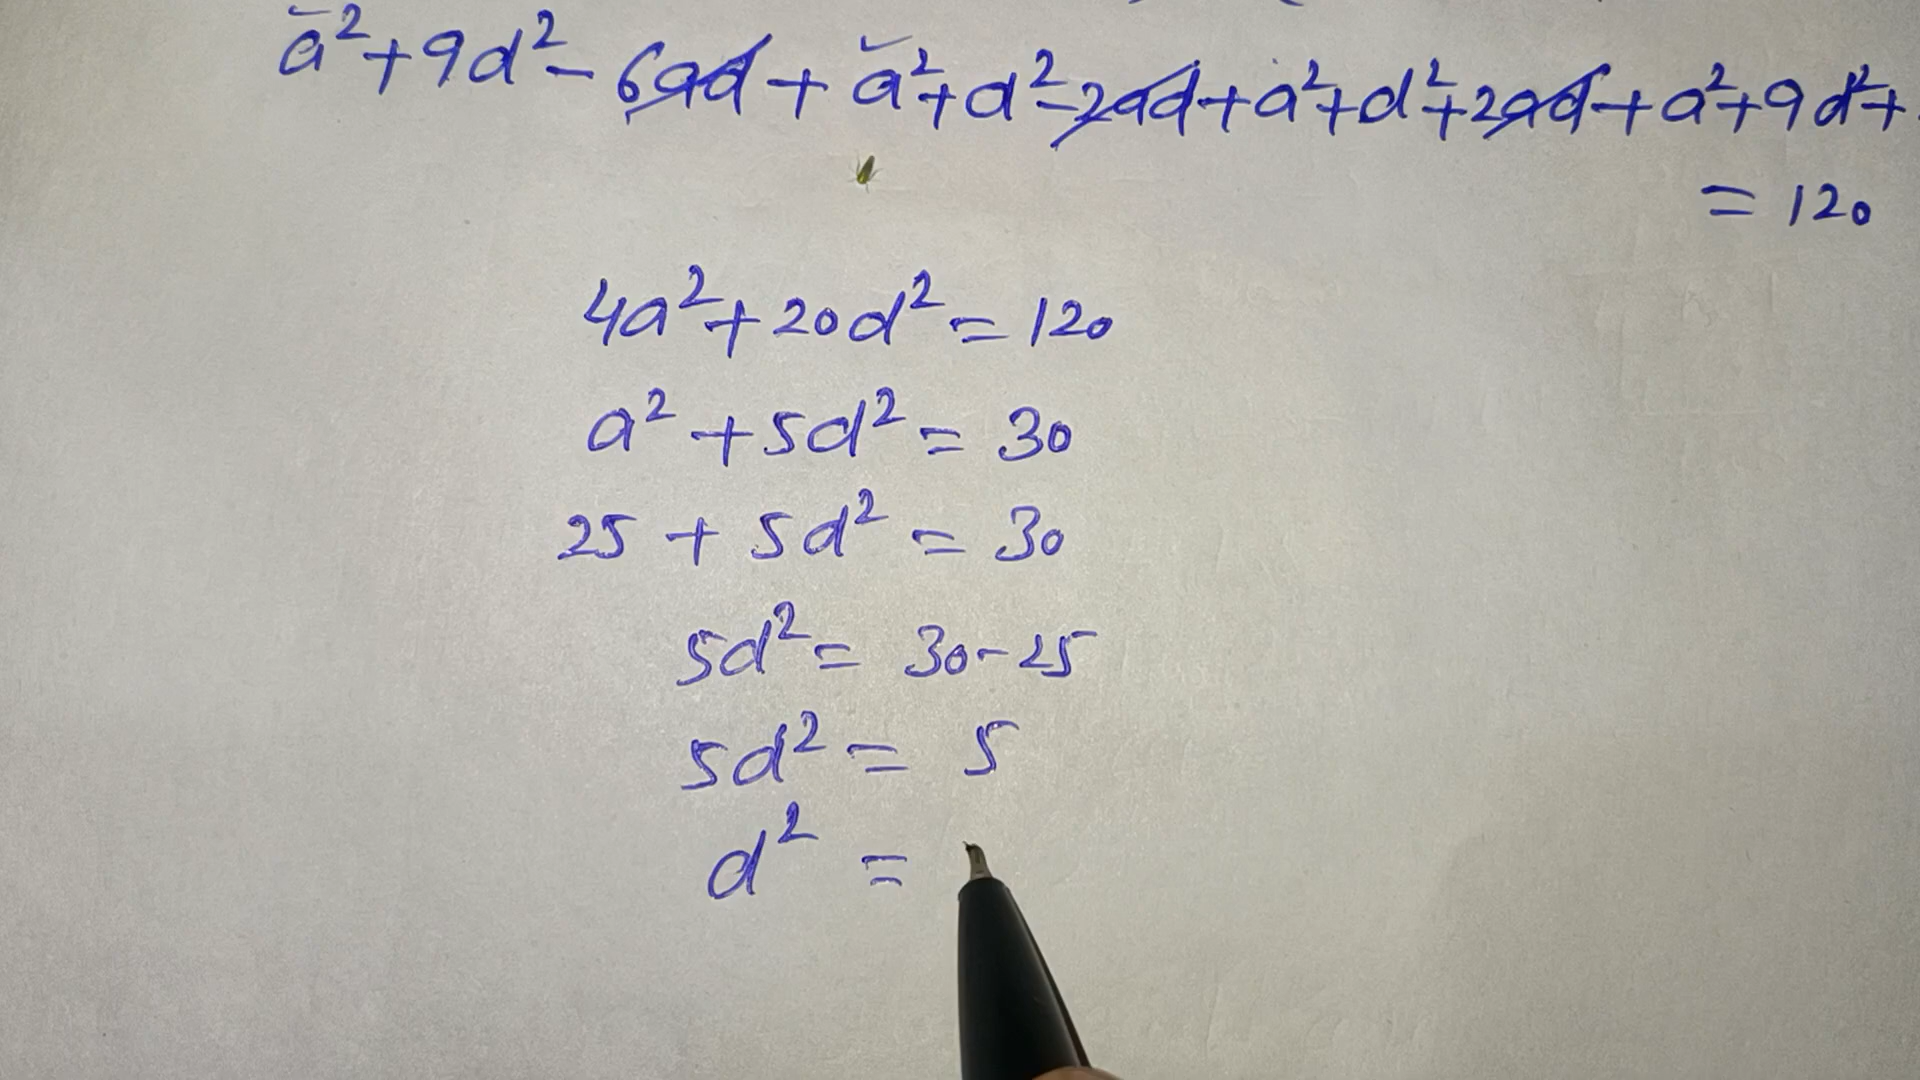 a² + 9d² - 6ad + a² + d² - 2ad + a² + d² + 2ad + a² + 9d² +
= 120
4a² + 20d² = 120
a² + 5d² = 30
25 + 5d² = 30
5d² = 30 - 25
5d² = 5
d² =